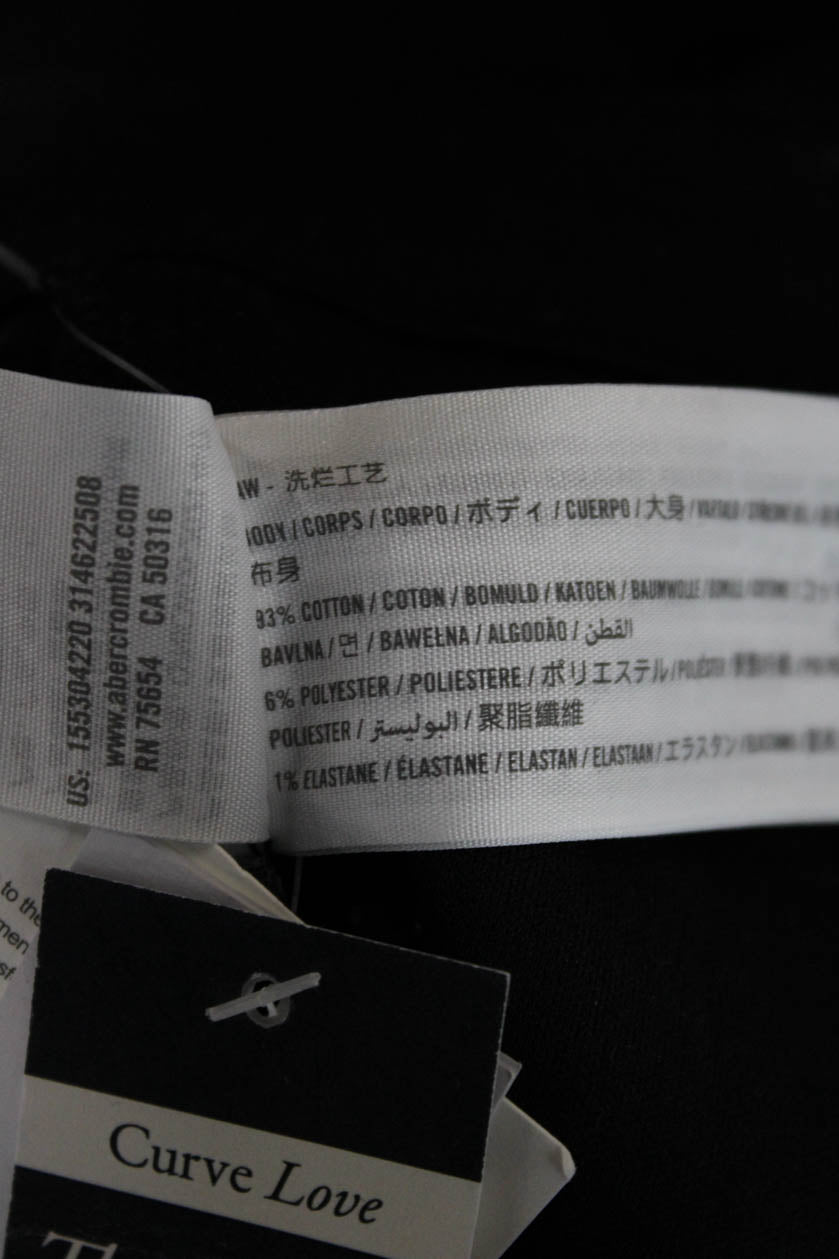 US: 155304220 314622508
www.abercrombie.com
RN 75654 CA 50316
- 洗烂工艺
/ CORPS / CORPO / ボディ / CUERPO / 大身 /
布身
93% COTTON / COTON / BOMULD / KATOEN / BAUMWOLLE /
BAVLNA / 면 / BAWEŁNA / ALGODÃO / القطن
6% POLYESTER / POLIESTERE / ポリエステル /
POLIESTER / البوليستر / 聚脂纖維
1% ELASTANE / ÉLASTANE / ELASTAN / ELASTAAN / エラスタン /
to the
men
Curve Love